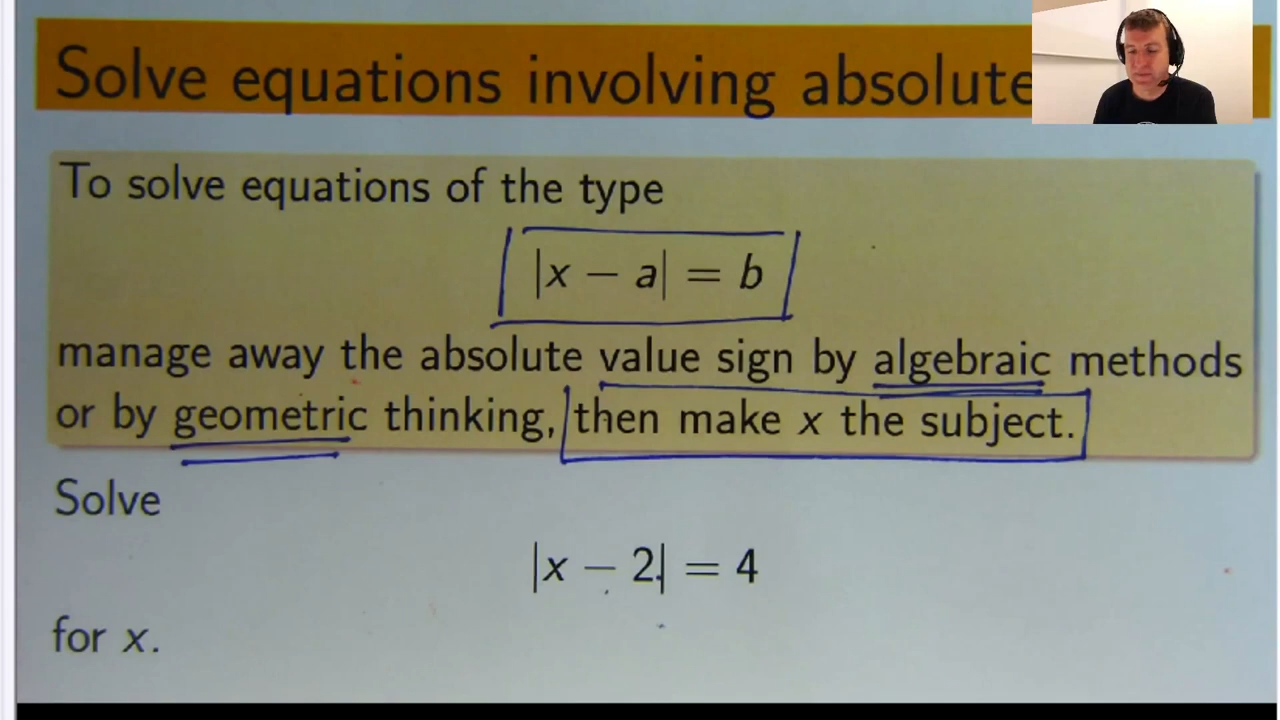 Solve equations involving absolute
To solve equations of the type
|x − a| = b
manage away the absolute value sign by algebraic methods
or by geometric thinking, then make x the subject.
Solve
|x − 2| = 4
for x.